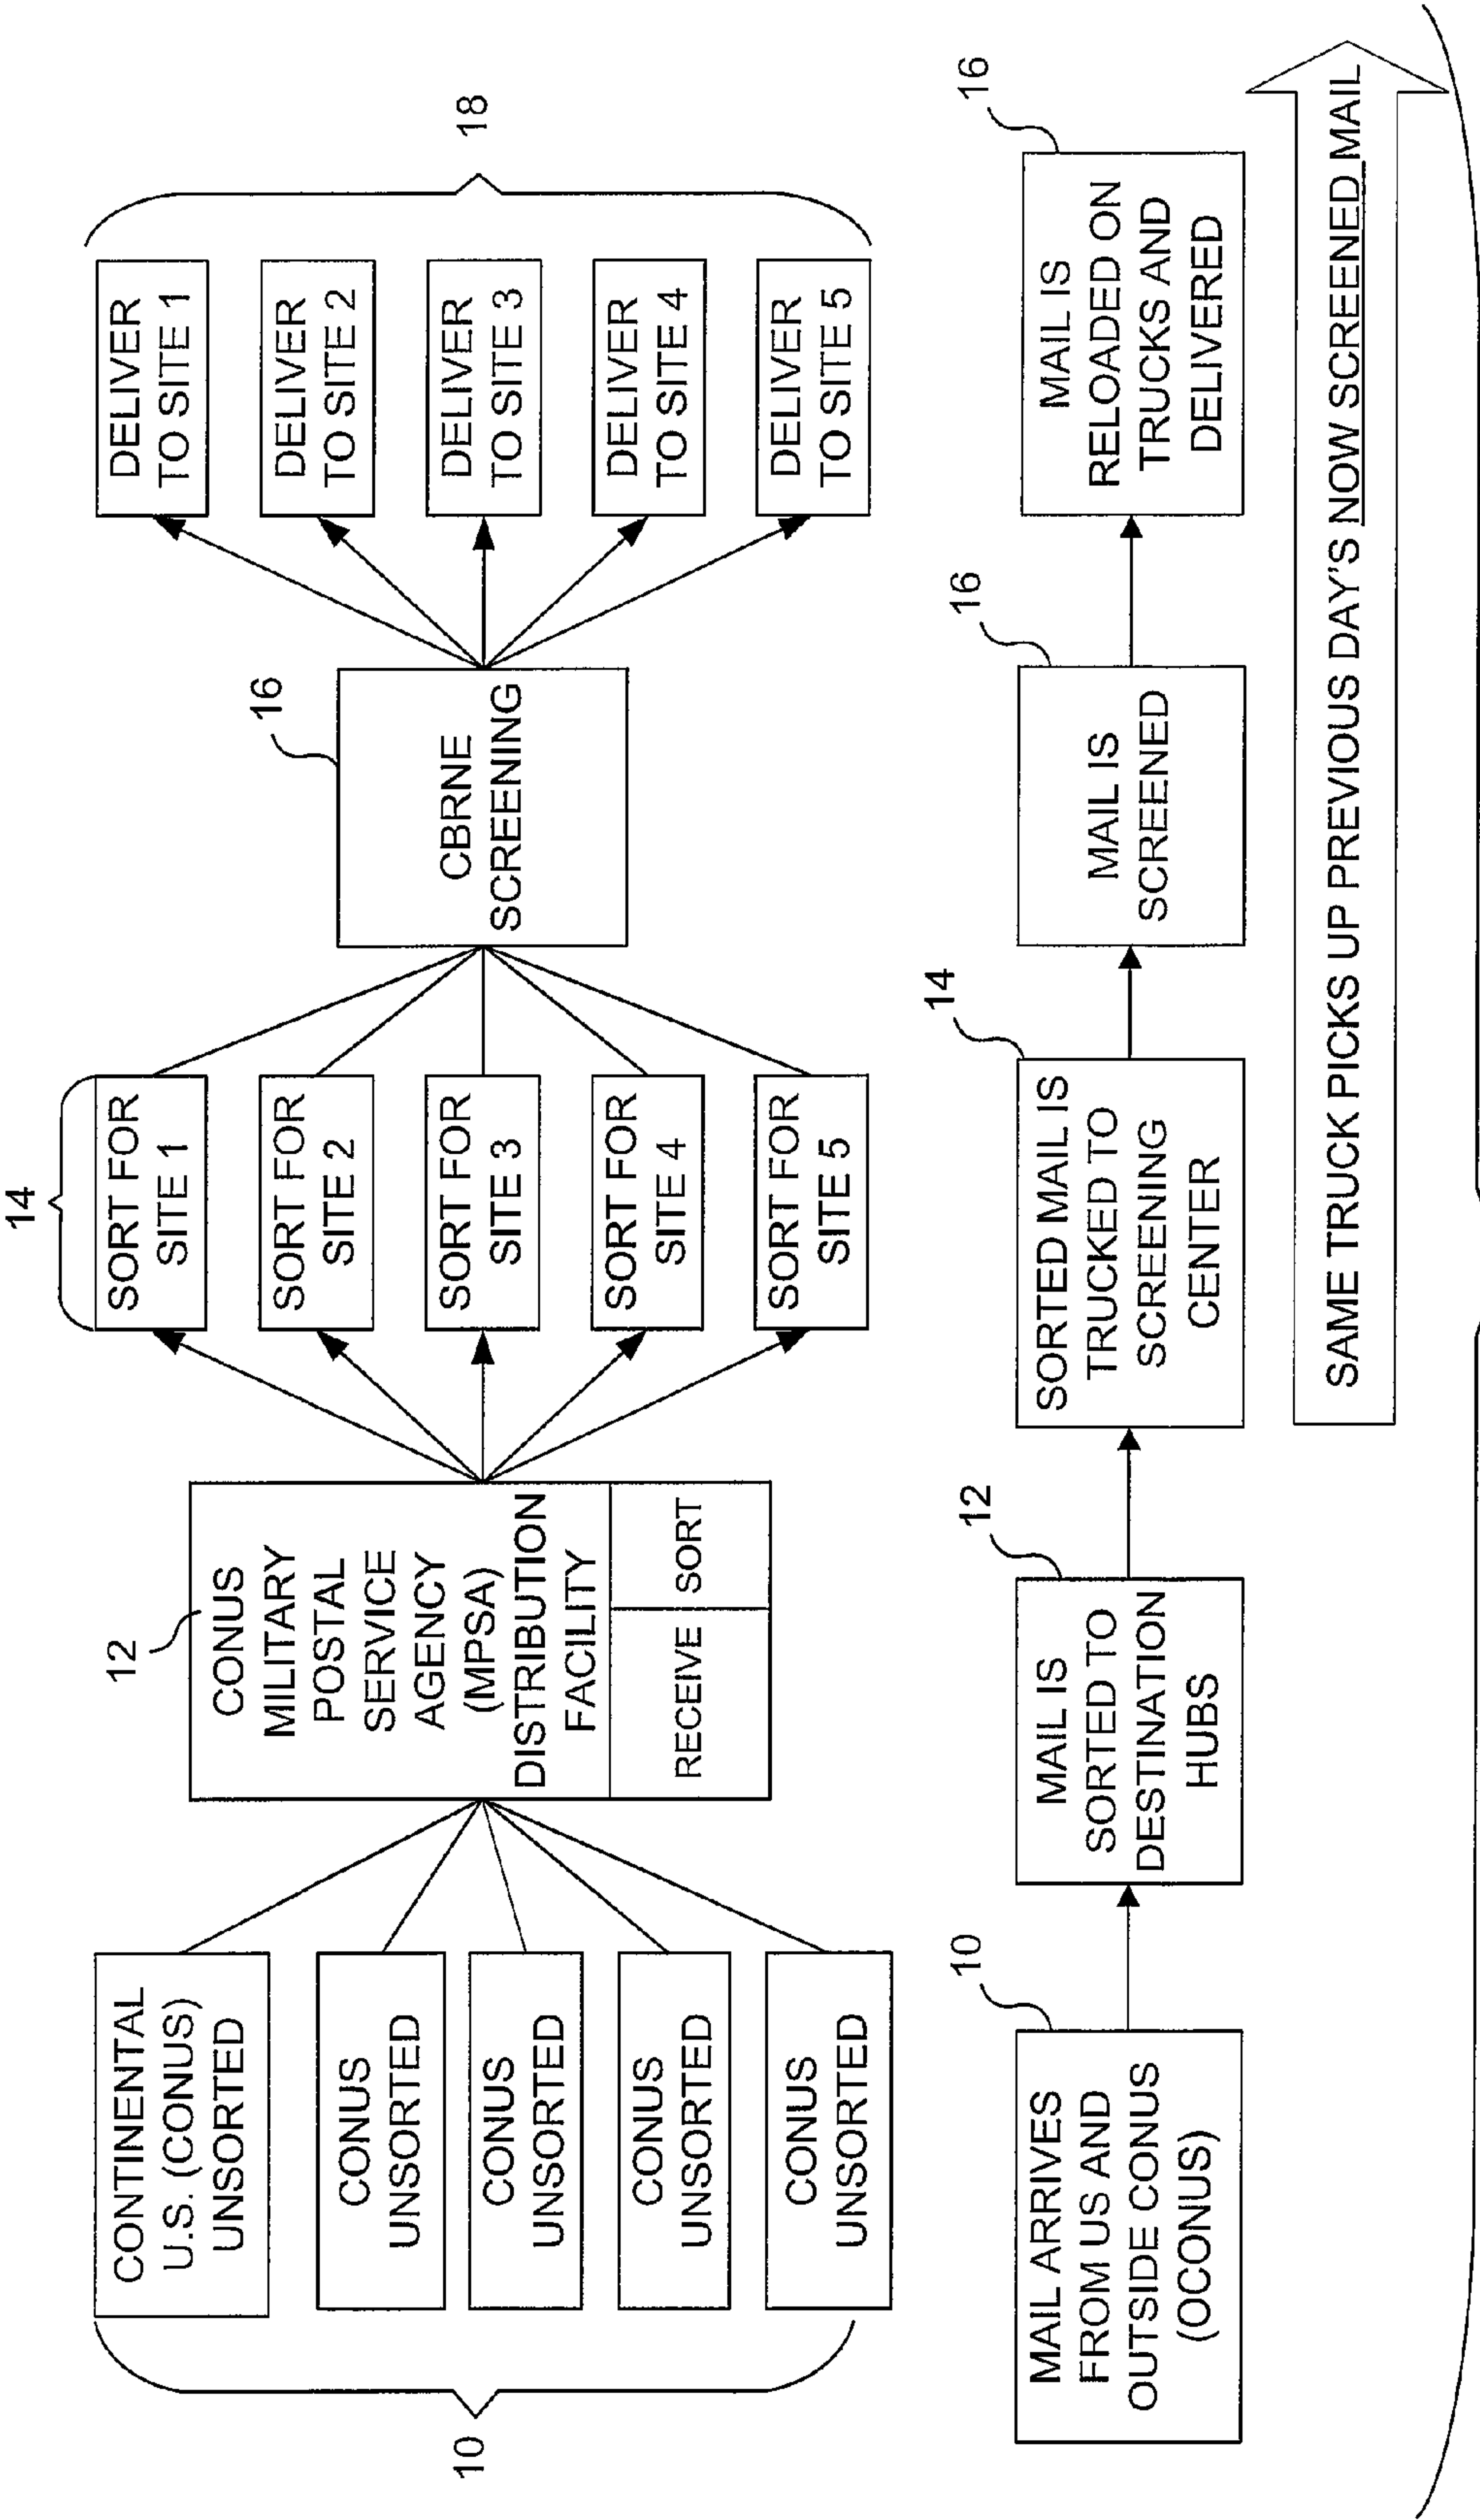 10
CONTINENTAL
U.S. (CONUS)
UNSORTED
CONUS
UNSORTED
CONUS
UNSORTED
CONUS
UNSORTED
CONUS
UNSORTED
12
CONUS
MILITARY
POSTAL
SERVICE
AGENCY
(MPSA)
DISTRIBUTION
FACILITY
RECEIVE
SORT
14
SORT FOR
SITE 1
SORT FOR
SITE 2
SORT FOR
SITE 3
SORT FOR
SITE 4
SORT FOR
SITE 5
16
CBRNE
SCREENING
DELIVER
TO SITE 1
DELIVER
TO SITE 2
DELIVER
TO SITE 3
DELIVER
TO SITE 4
DELIVER
TO SITE 5
18
10
MAIL ARRIVES
FROM US AND
OUTSIDE CONUS
(OCONUS)
12
MAIL IS
SORTED TO
DESTINATION
HUBS
14
SORTED MAIL IS
TRUCKED TO
SCREENING
CENTER
16
MAIL IS
SCREENED
16
MAIL IS
RELOADED ON
TRUCKS AND
DELIVERED
SAME TRUCK PICKS UP PREVIOUS DAY'S NOW SCREENED MAIL